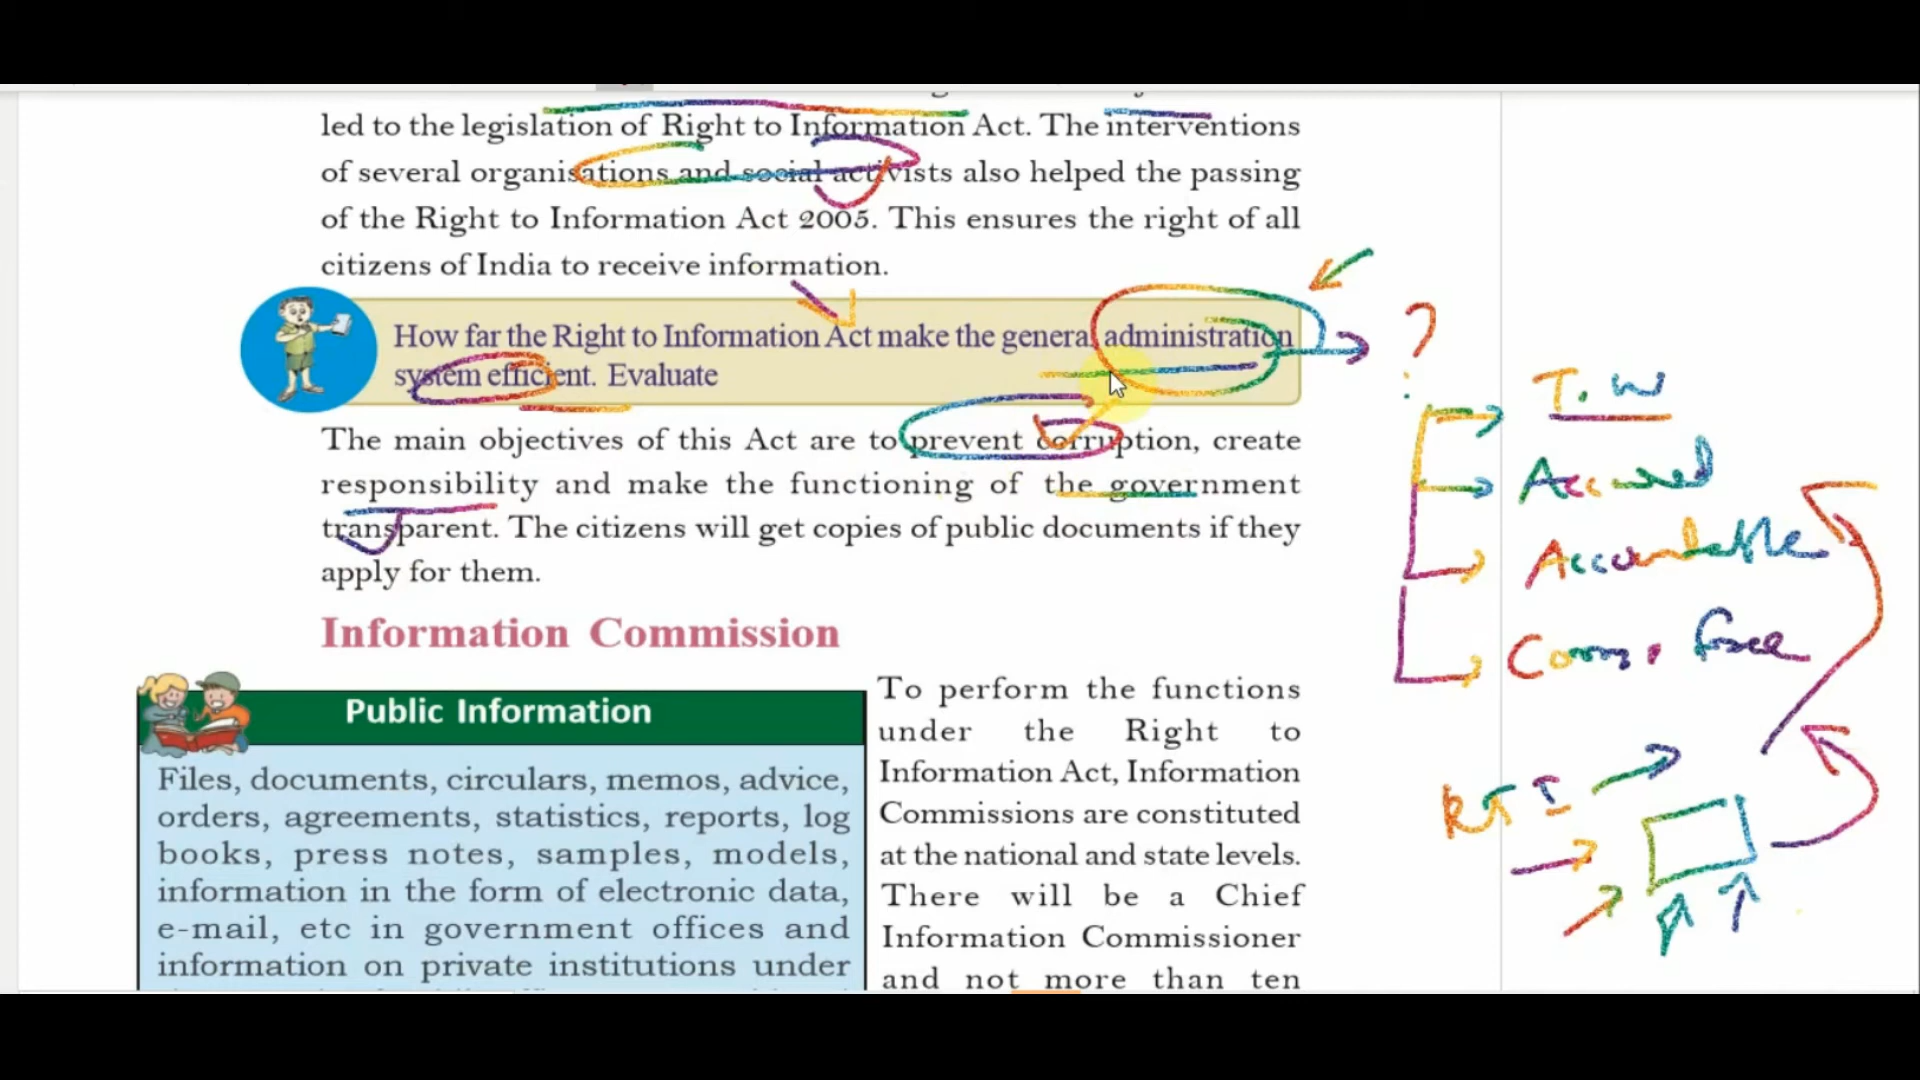 led to the legislation of Right to Information Act. The interventions
of several organisations and social activists also helped the passing
of the Right to Information Act 2005. This ensures the right of all
citizens of India to receive information.
How far the Right to Information Act make the general administration
system efficient. Evaluate
?
The main objectives of this Act are to prevent corruption, create
responsibility and make the functioning of the government
transparent. The citizens will get copies of public documents if they
apply for them.
T. W
Accountable
free
RTI
Information Commission
Public Information
Files, documents, circulars, memos, advice,
orders, agreements, statistics, reports, log
books, press notes, samples, models,
information in the form of electronic data,
e-mail, etc in government offices and
information on private institutions under
To perform the functions
under the Right to
Information Act, Information
Commissions are constituted
at the national and state levels.
There will be a Chief
Information Commissioner
and not more than ten